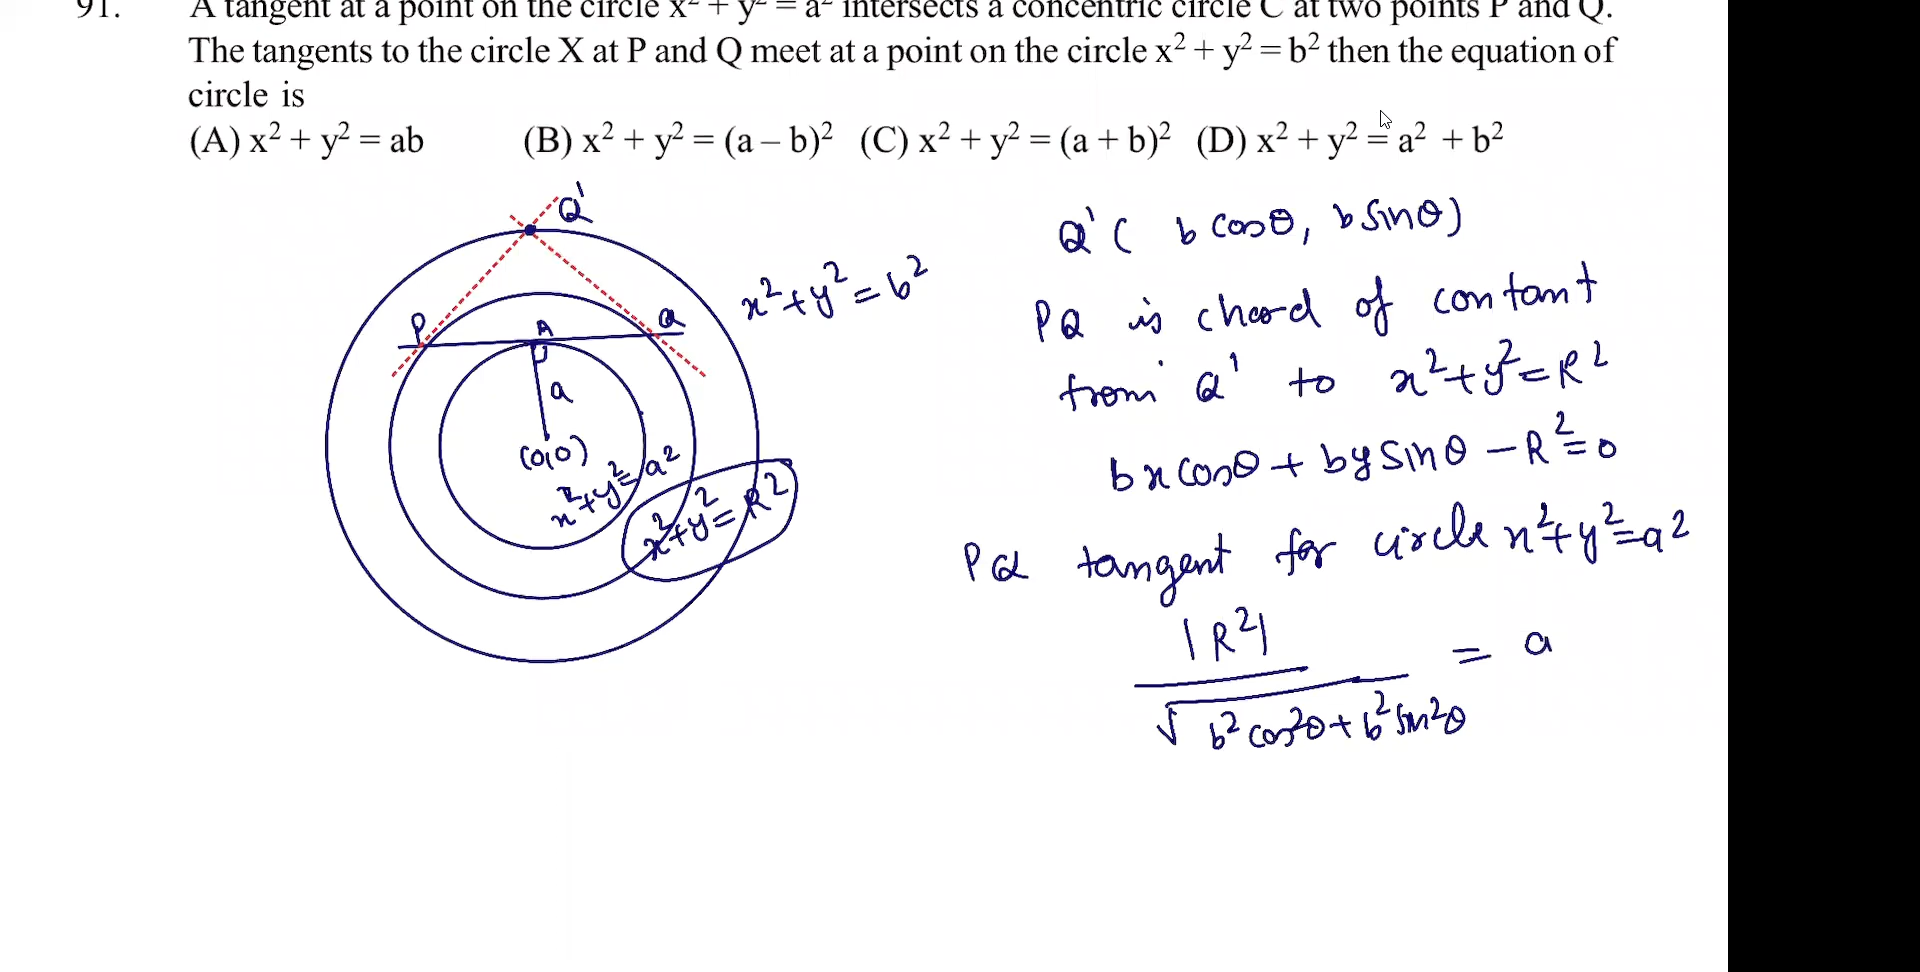 91. A tangent at a point on the circle x² + y² = a² intersects a concentric circle C at two points P and Q.
The tangents to the circle X at P and Q meet at a point on the circle x² + y² = b² then the equation of
circle is
(A) x² + y² = ab (B) x² + y² = (a – b)² (C) x² + y² = (a + b)² (D) x² + y² = a² + b²
Q'
P
A
Q
a
(0,0)
x²+y²=a²
x²+y²=R²
x²+y²=b²
Q'( b cosθ, b sinθ)
PQ is chord of contant
from Q' to x²+y²=R²
bx cosθ + by sinθ – R²=0
PQ tangent for circle x²+y²=a²
|R²| / √b²cos²θ+b²sin²θ = a